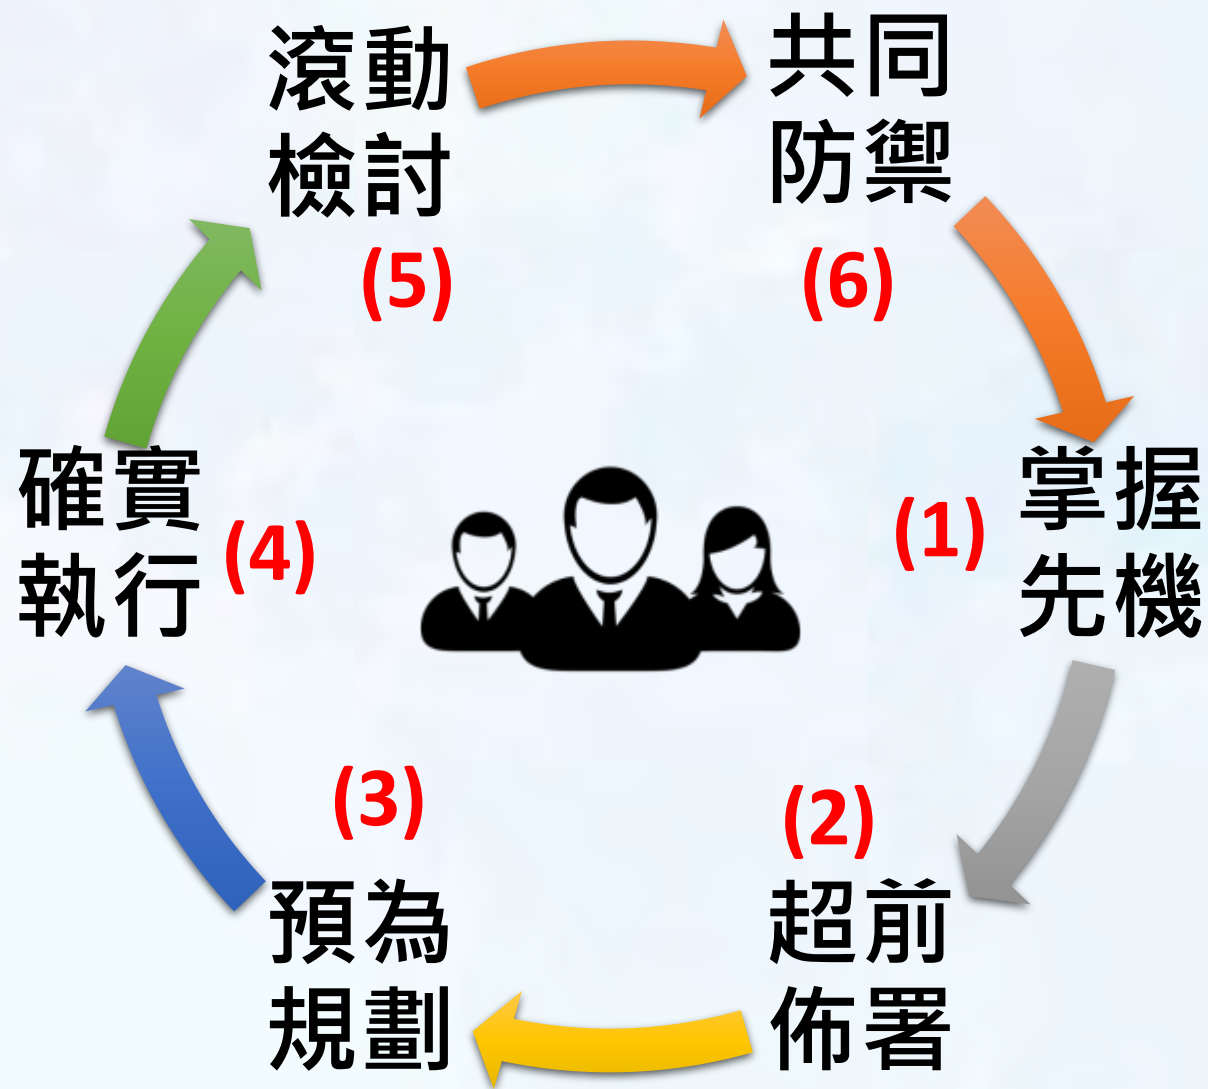 滾動
檢討
(5)
共同
防禦
(6)
掌握
先機
(1)
確實
執行
(4)
預為
規劃
(3)
超前
佈署
(2)